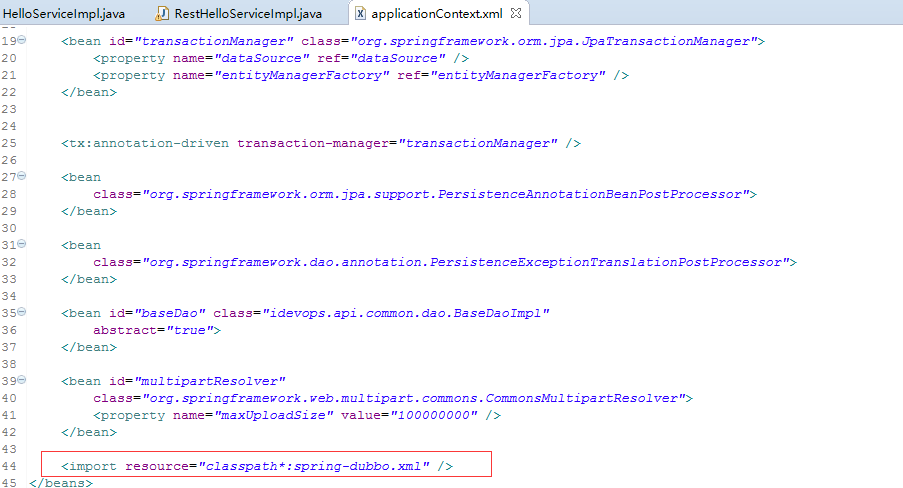 HelloServiceImpl.java RestHelloServiceImpl.java applicationContext.xml
19 <bean id="transactionManager" class="org.springframework.orm.jpa.JpaTransactionManager">
20 <property name="dataSource" ref="dataSource" />
21 <property name="entityManagerFactory" ref="entityManagerFactory" />
22 </bean>
23
24
25 <tx:annotation-driven transaction-manager="transactionManager" />
26
27 <bean
28 class="org.springframework.orm.jpa.support.PersistenceAnnotationBeanPostProcessor">
29 </bean>
30
31 <bean
32 class="org.springframework.dao.annotation.PersistenceExceptionTranslationPostProcessor">
33 </bean>
34
35 <bean id="baseDao" class="idevops.api.common.dao.BaseDaoImpl"
36 abstract="true">
37 </bean>
38
39 <bean id="multipartResolver"
40 class="org.springframework.web.multipart.commons.CommonsMultipartResolver">
41 <property name="maxUploadSize" value="100000000" />
42 </bean>
43
44 <import resource="classpath*:spring-dubbo.xml" />
45 </beans>